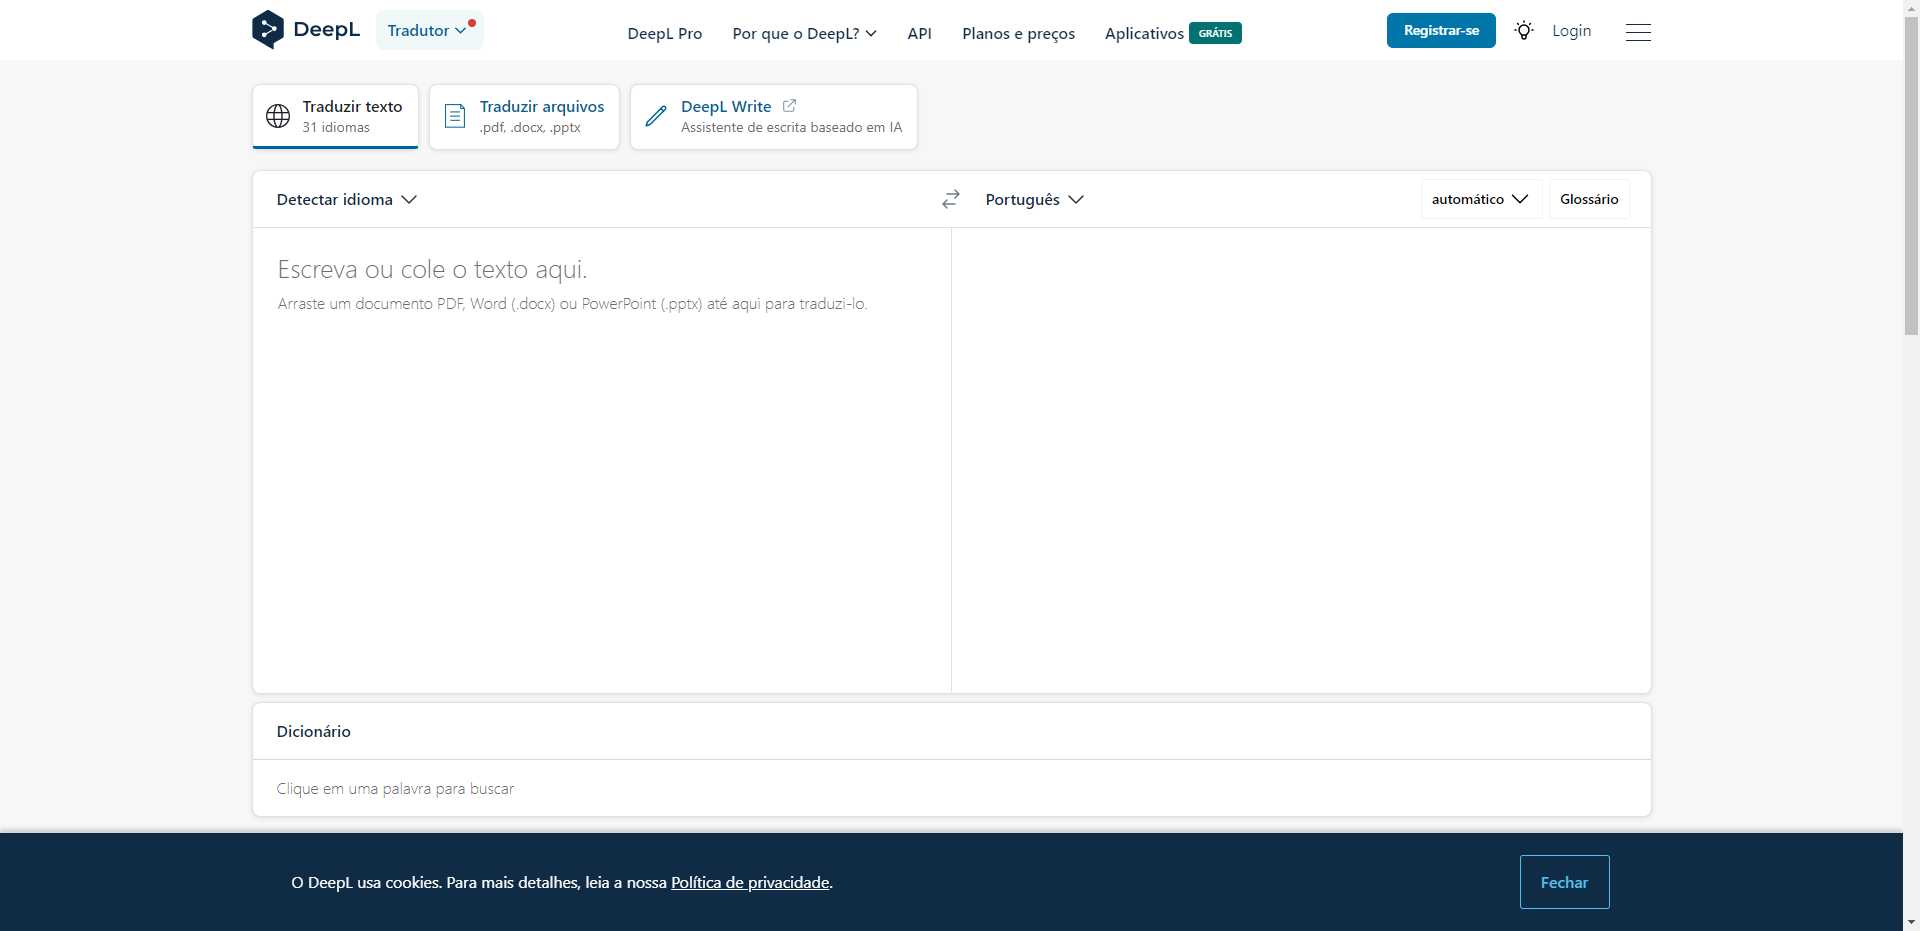 DeepL
Tradutor
DeepL Pro
Por que o DeepL?
API
Planos e preços
Aplicativos GRÁTIS
Registrar-se
Login
Traduzir texto
31 idiomas
Traduzir arquivos
.pdf, .docx, .pptx
DeepL Write
Assistente de escrita baseado em IA
Detectar idioma
Português
automático
Glossário
Escreva ou cole o texto aqui.
Arraste um documento PDF, Word (.docx) ou PowerPoint (.pptx) até aqui para traduzi-lo.
Dicionário
Clique em uma palavra para buscar
O DeepL usa cookies. Para mais detalhes, leia a nossa Política de privacidade.
Fechar